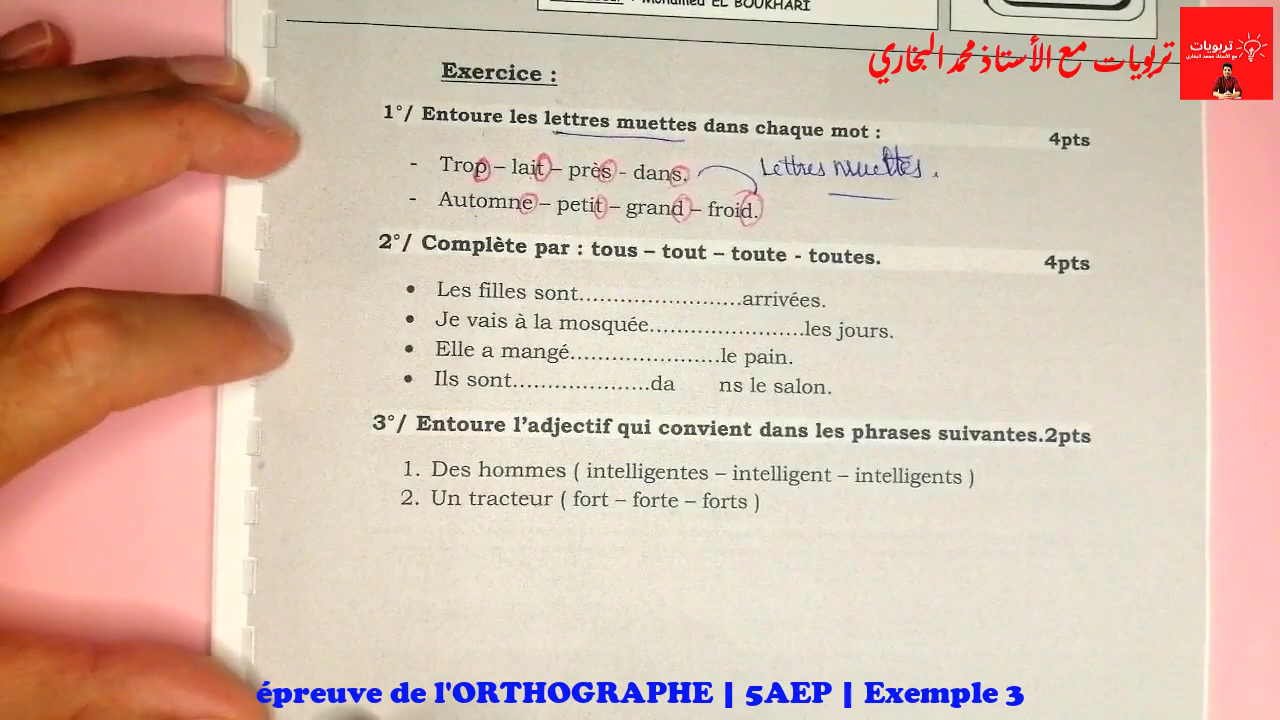 : Mohamed EL BOUKHARI
تربويات مع الأستاذ محمد البخاري
تربويات
مع الأستاذ محمد البخاري
Exercice :
1°/ Entoure les lettres muettes dans chaque mot : 4pts
- Trop – lait – près - dans. Lettres muettes.
- Automne – petit – grand – froid.
2°/ Complète par : tous – tout – toute - toutes. 4pts
• Les filles sont........................arrivées.
• Je vais à la mosquée.......................les jours.
• Elle a mangé......................le pain.
• Ils sont....................da ns le salon.
3°/ Entoure l’adjectif qui convient dans les phrases suivantes.2pts
1. Des hommes ( intelligentes – intelligent – intelligents )
2. Un tracteur ( fort – forte – forts )
épreuve de l'ORTHOGRAPHE | 5AEP | Exemple 3